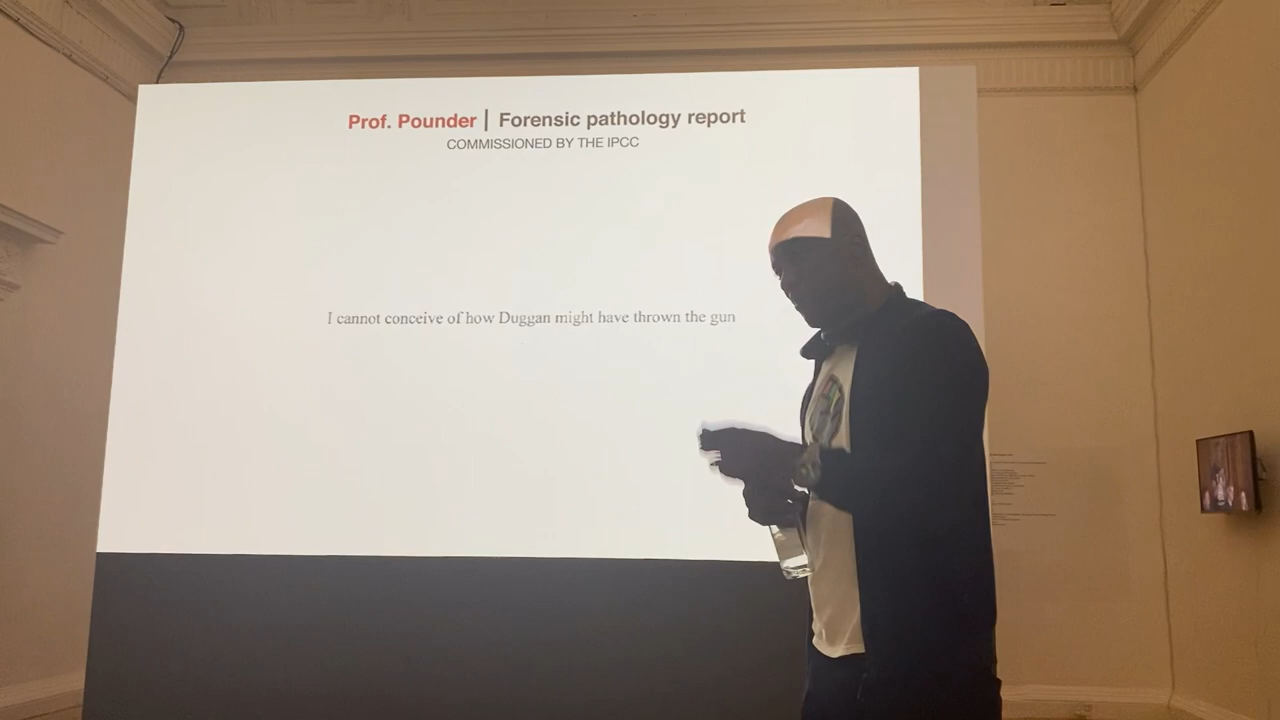 Prof. Pounder | Forensic pathology report
COMMISSIONED BY THE IPCC
I cannot conceive of how Duggan might have thrown the gun